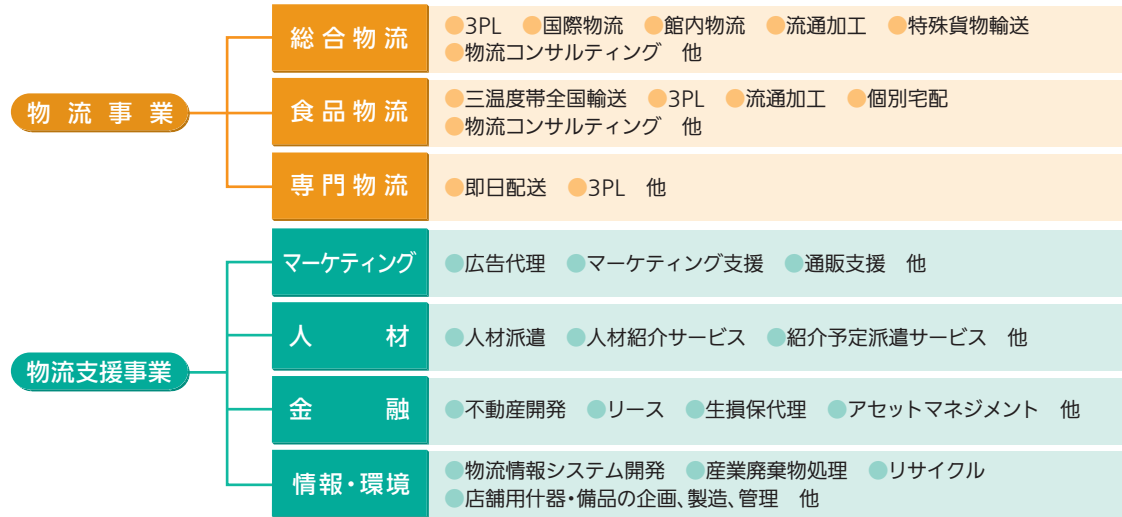 物流事業
総合物流
●3PL ●国際物流 ●館内物流 ●流通加工 ●特殊貨物輸送
●物流コンサルティング 他
食品物流
●三温度帯全国輸送 ●3PL ●流通加工 ●個別宅配
●物流コンサルティング 他
専門物流
●即日配送 ●3PL 他
物流支援事業
マーケティング
●広告代理 ●マーケティング支援 ●通販支援 他
人材
●人材派遣 ●人材紹介サービス ●紹介予定派遣サービス 他
金融
●不動産開発 ●リース ●生損保代理 ●アセットマネジメント 他
情報・環境
●物流情報システム開発 ●産業廃棄物処理 ●リサイクル
●店舗用什器・備品の企画、製造、管理 他